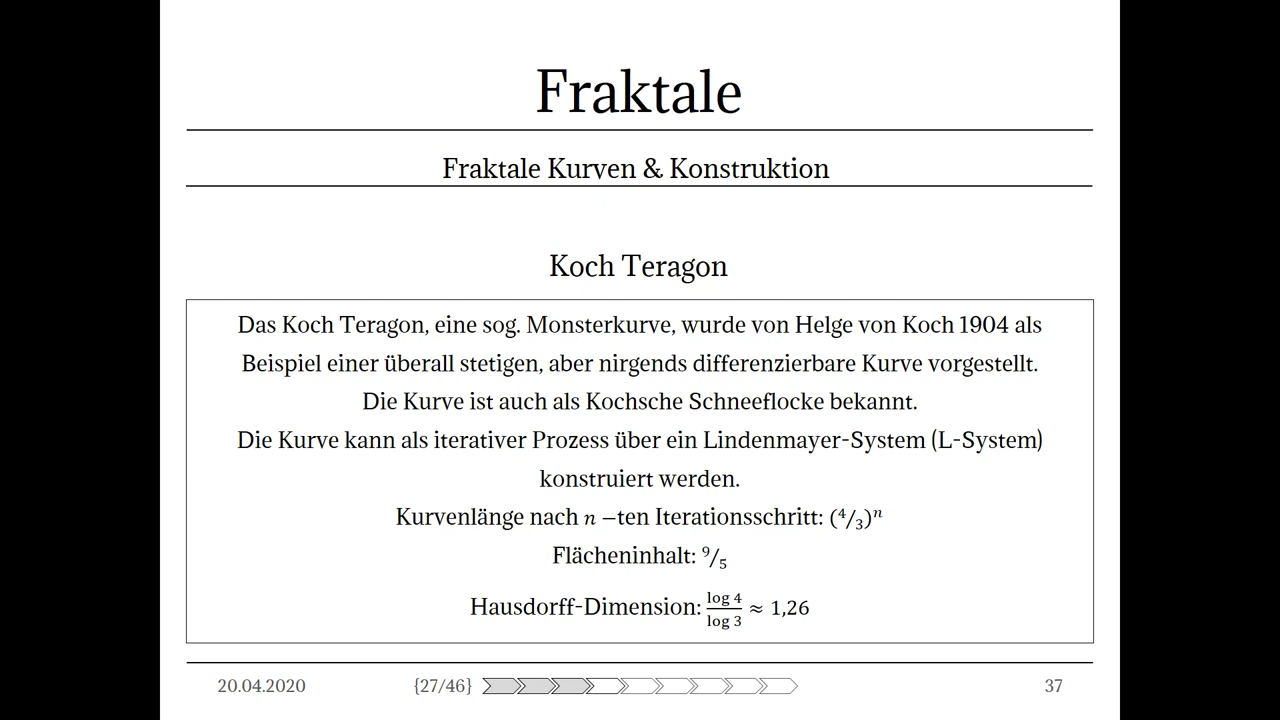 Fraktale
Fraktale Kurven & Konstruktion
Koch Teragon
Das Koch Teragon, eine sog. Monsterkurve, wurde von Helge von Koch 1904 als
Beispiel einer überall stetigen, aber nirgends differenzierbare Kurve vorgestellt.
Die Kurve ist auch als Kochsche Schneeflocke bekannt.
Die Kurve kann als iterativer Prozess über ein Lindenmayer-System (L-System)
konstruiert werden.
Kurvenlänge nach n −ten Iterationsschritt: (4/3)^n
Flächeninhalt: 9/5
Hausdorff-Dimension: log 4 / log 3 ≈ 1,26
20.04.2020 {27/46} 37